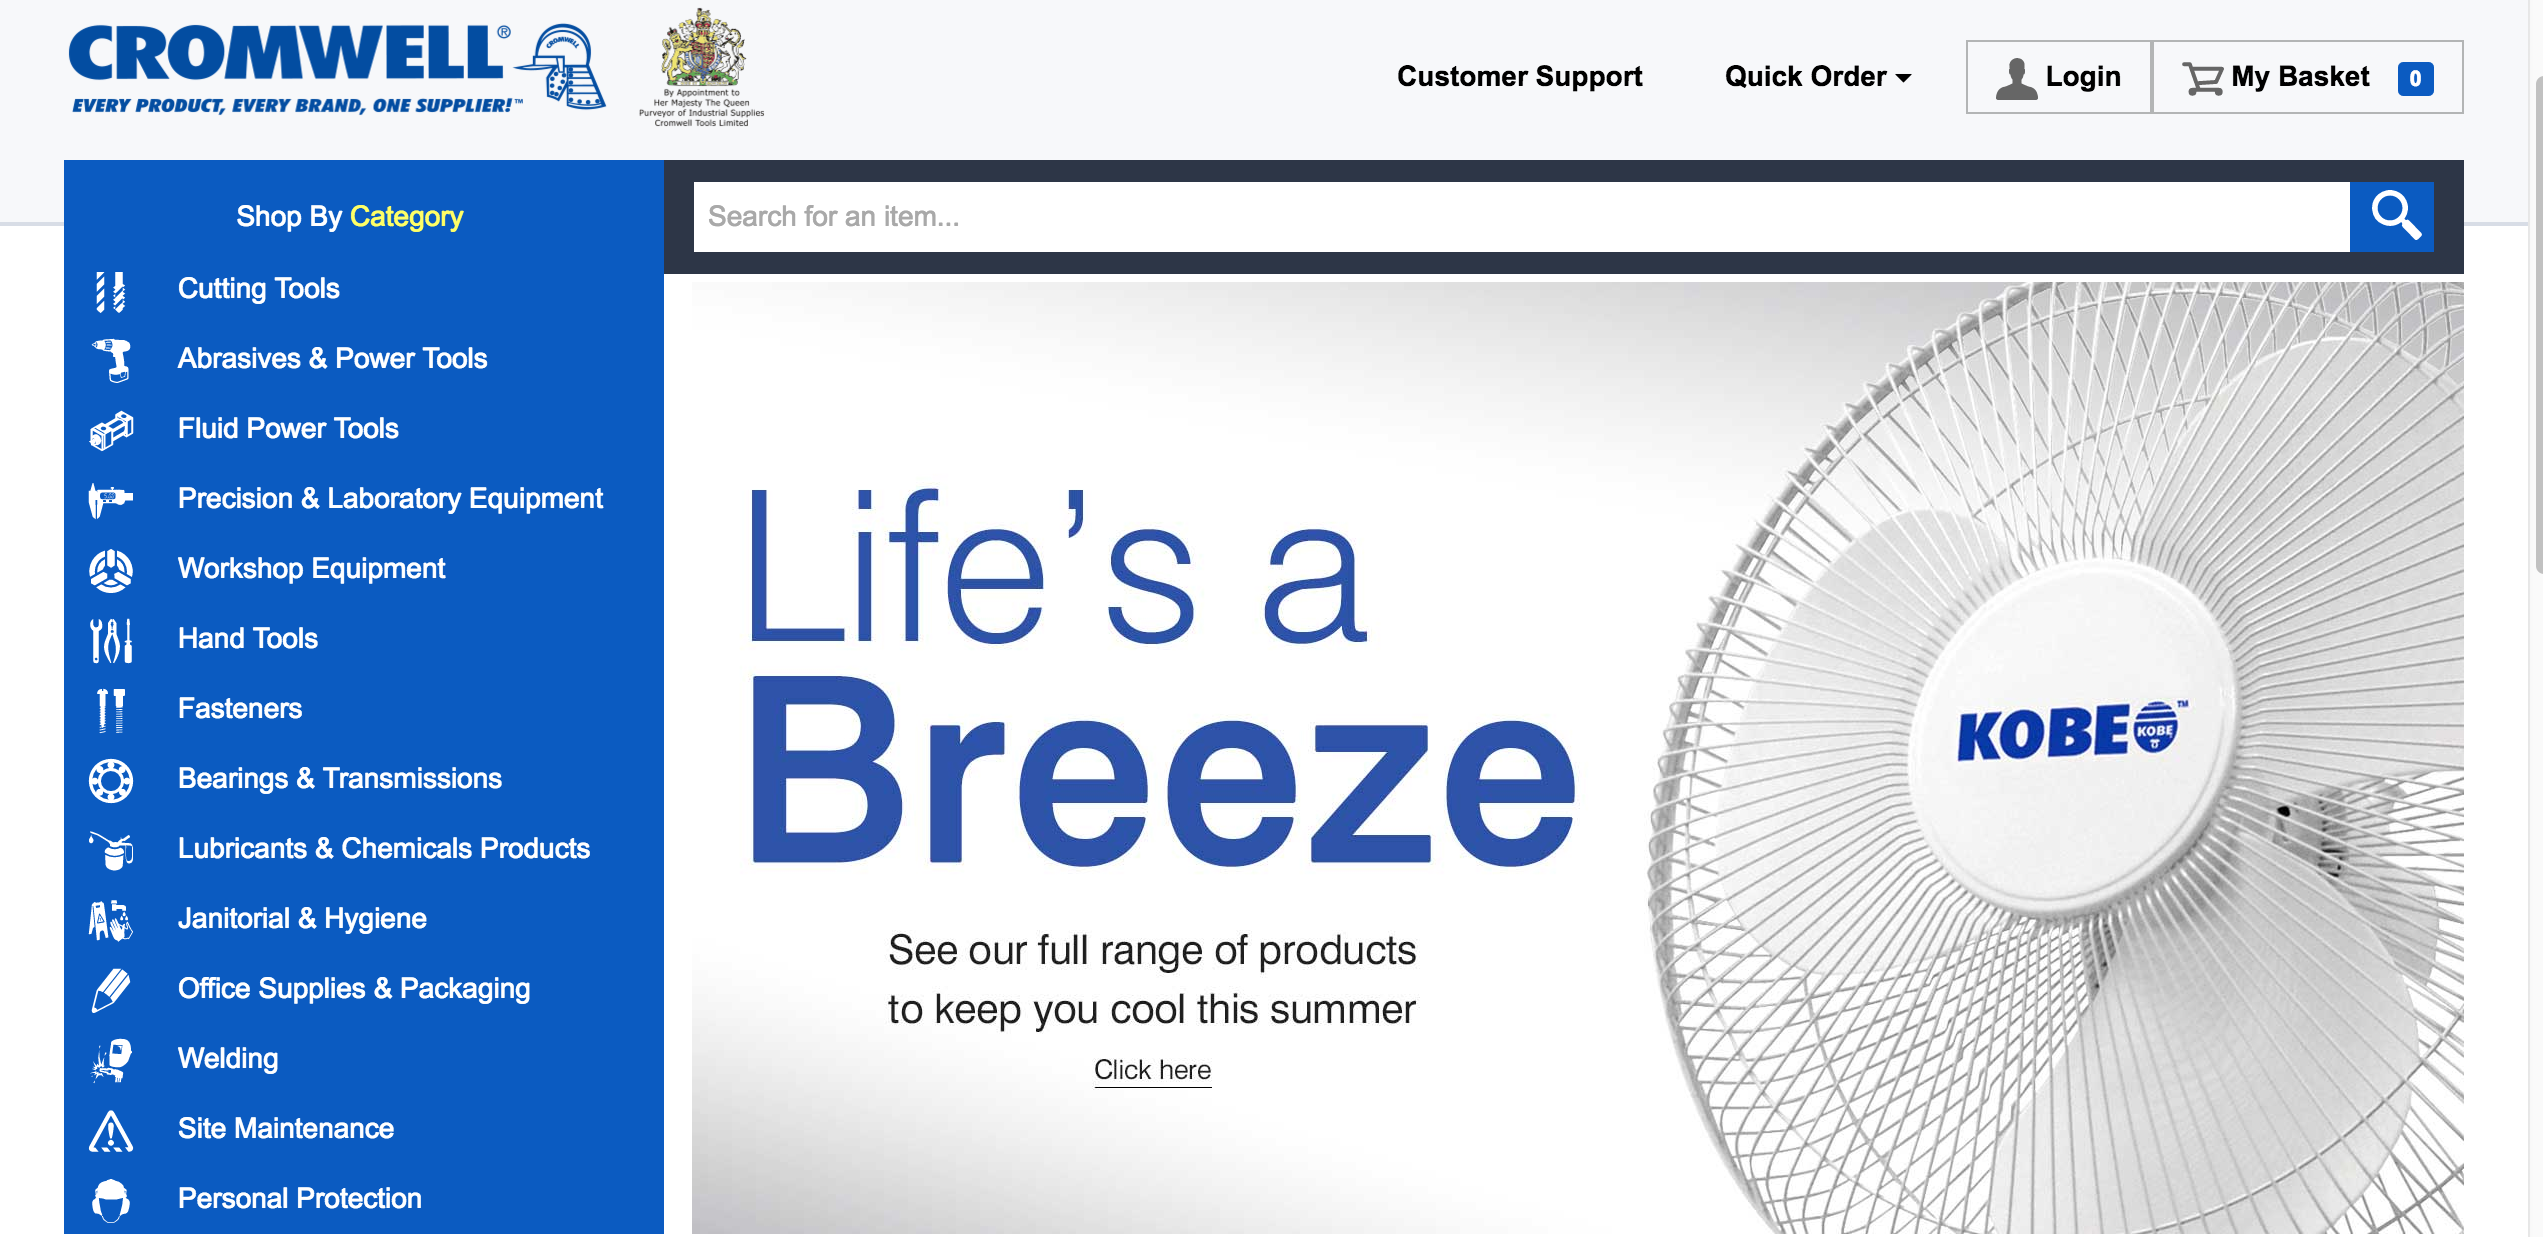 CROMWELL®
EVERY PRODUCT, EVERY BRAND, ONE SUPPLIER!™
CROMWELL
By Appointment to
Her Majesty The Queen
Purveyor of Industrial Supplies
Cromwell Tools Limited
Customer Support
Quick Order
Login
My Basket 0
Shop By Category
Search for an item...
Cutting Tools
Abrasives & Power Tools
Fluid Power Tools
Precision & Laboratory Equipment
Workshop Equipment
Hand Tools
Fasteners
Bearings & Transmissions
Lubricants & Chemicals Products
Janitorial & Hygiene
Office Supplies & Packaging
Welding
Site Maintenance
Personal Protection
Life's a
Breeze
See our full range of products
to keep you cool this summer
Click here
KOBE KOBE ™